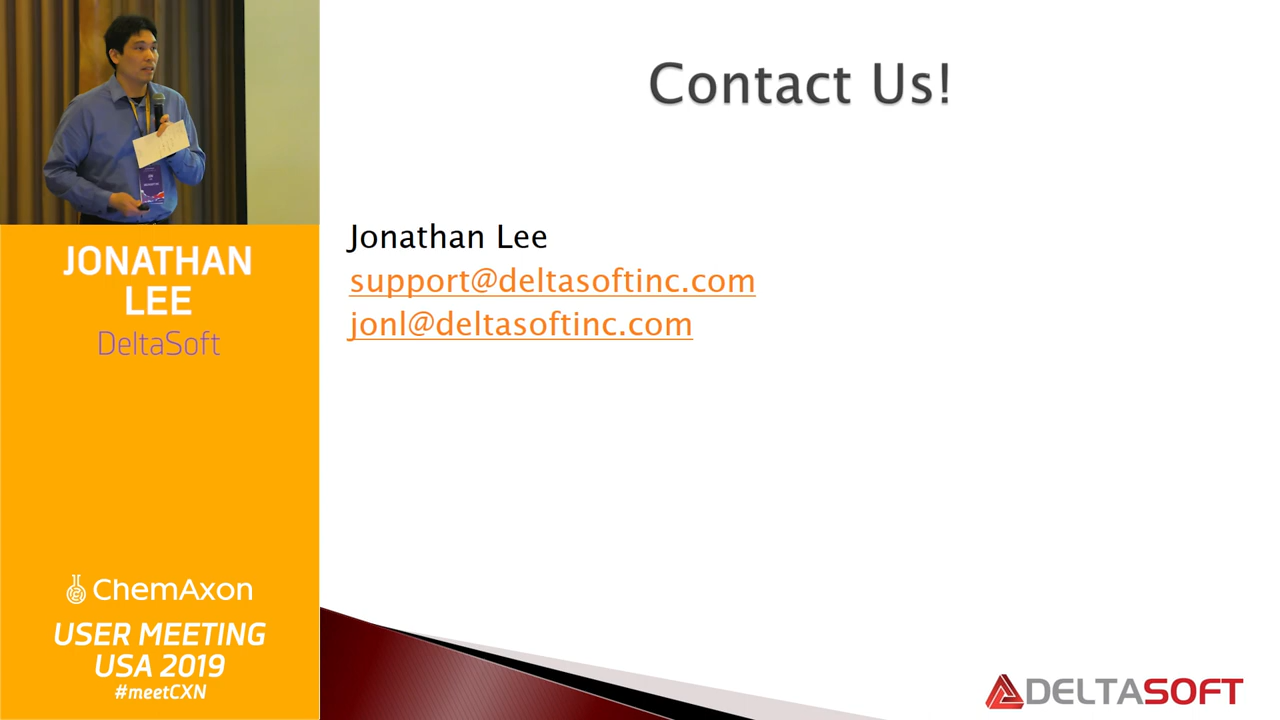 Contact Us!
Jonathan Lee
support@deltasoftinc.com
jonl@deltasoftinc.com
JONATHAN
LEE
DeltaSoft
ChemAxon
USER MEETING
USA 2019
#meetCXN
DELTASOFT